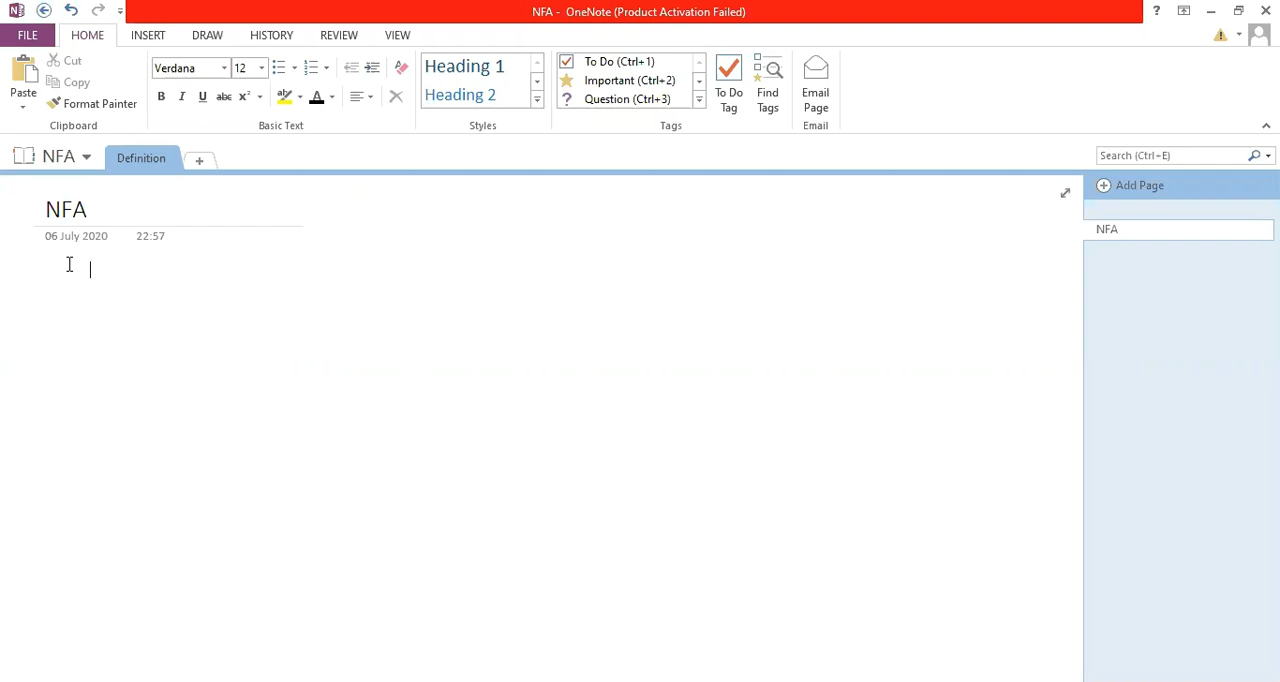 NFA - OneNote (Product Activation Failed)
?
FILE HOME INSERT DRAW HISTORY REVIEW VIEW
Paste
Cut
Copy
Format Painter
Clipboard
Verdana 12
B I U abc x² ab A
Basic Text
Heading 1
Heading 2
Styles
To Do (Ctrl+1)
Important (Ctrl+2)
? Question (Ctrl+3)
To Do
Tag
Find
Tags
Tags
Email
Page
Email
NFA Definition +
Search (Ctrl+E)
Add Page
NFA
NFA
06 July 2020 22:57